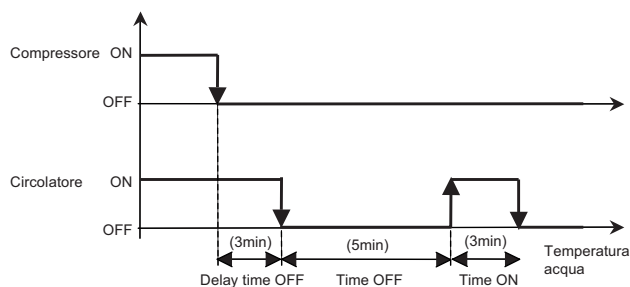 Compressore ON
OFF
Circolatore ON
OFF
(3min) (5min) (3min)
Delay time OFF Time OFF Time ON
Temperatura
acqua